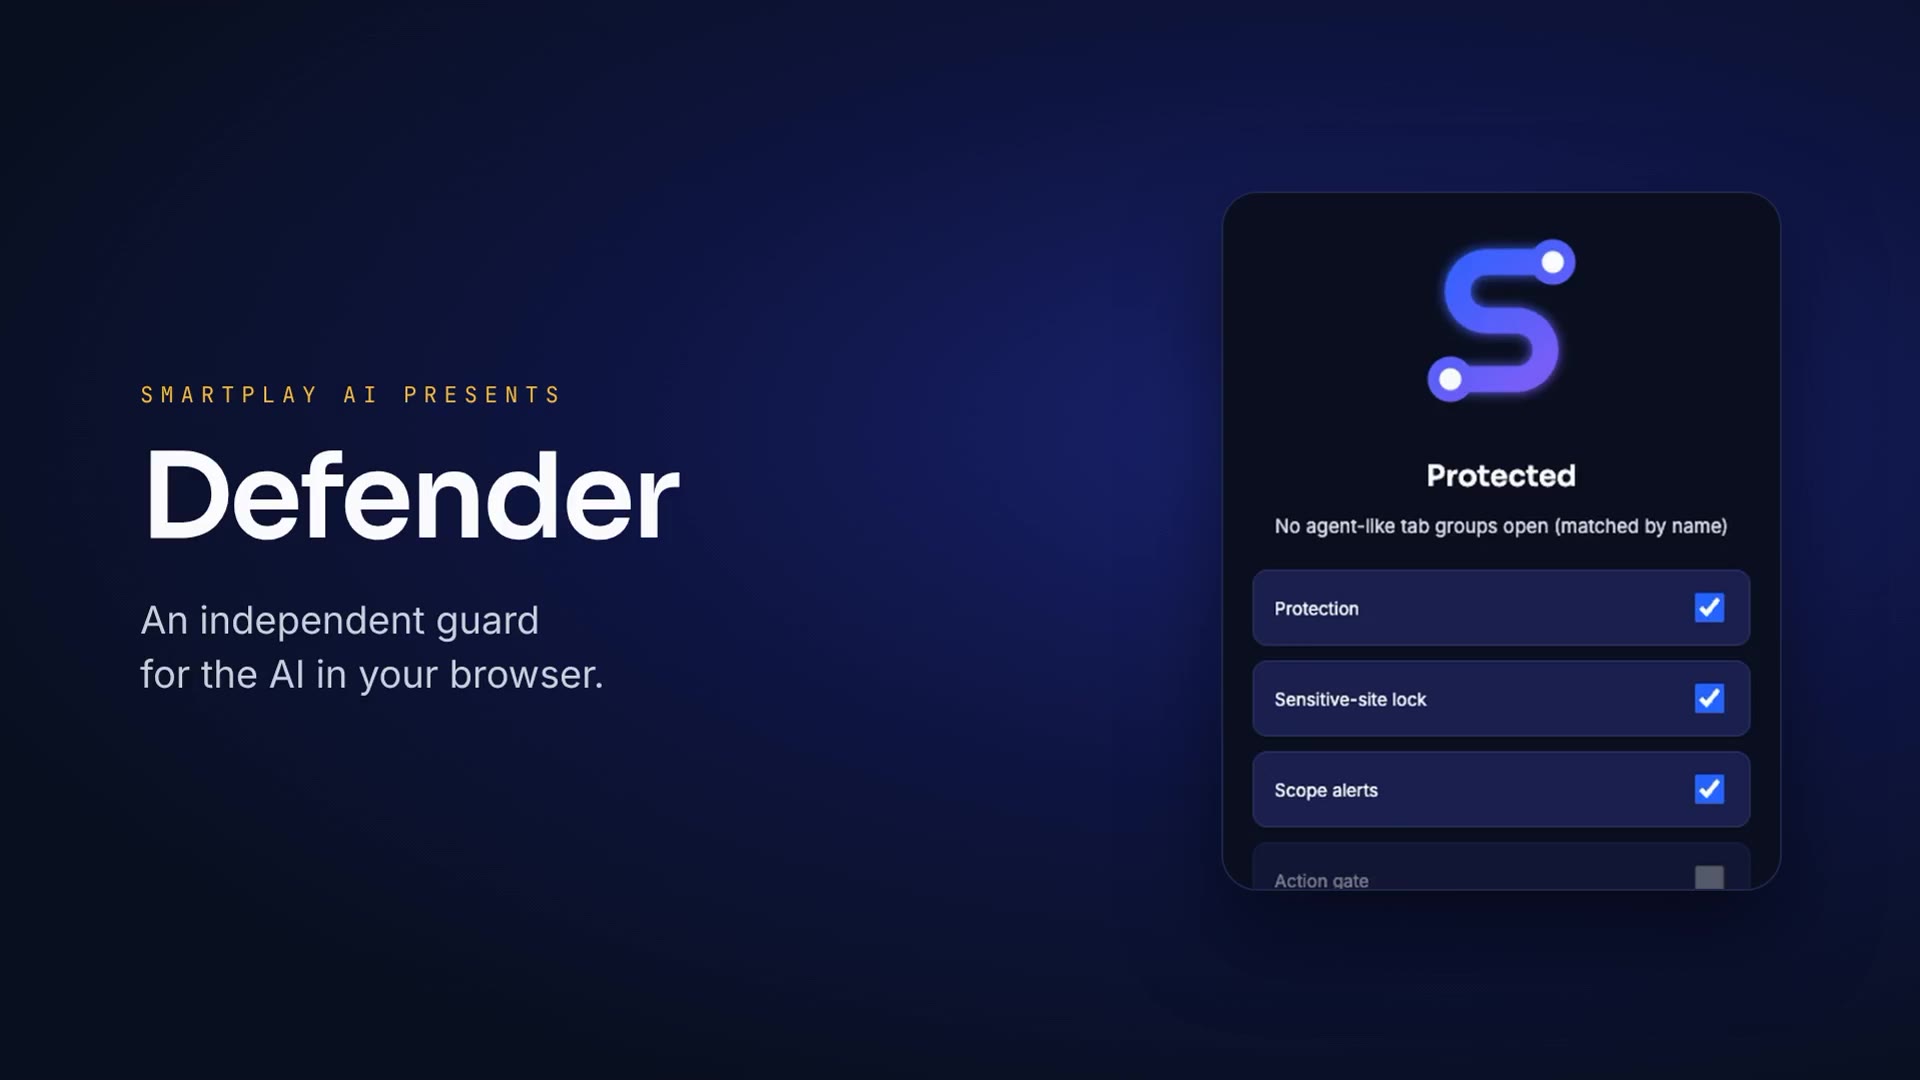 SMARTPLAY AI PRESENTS
Defender
An independent guard
for the AI in your browser.
Protected
No agent-like tab groups open (matched by name)
Protection
Sensitive-site lock
Scope alerts
Action gate